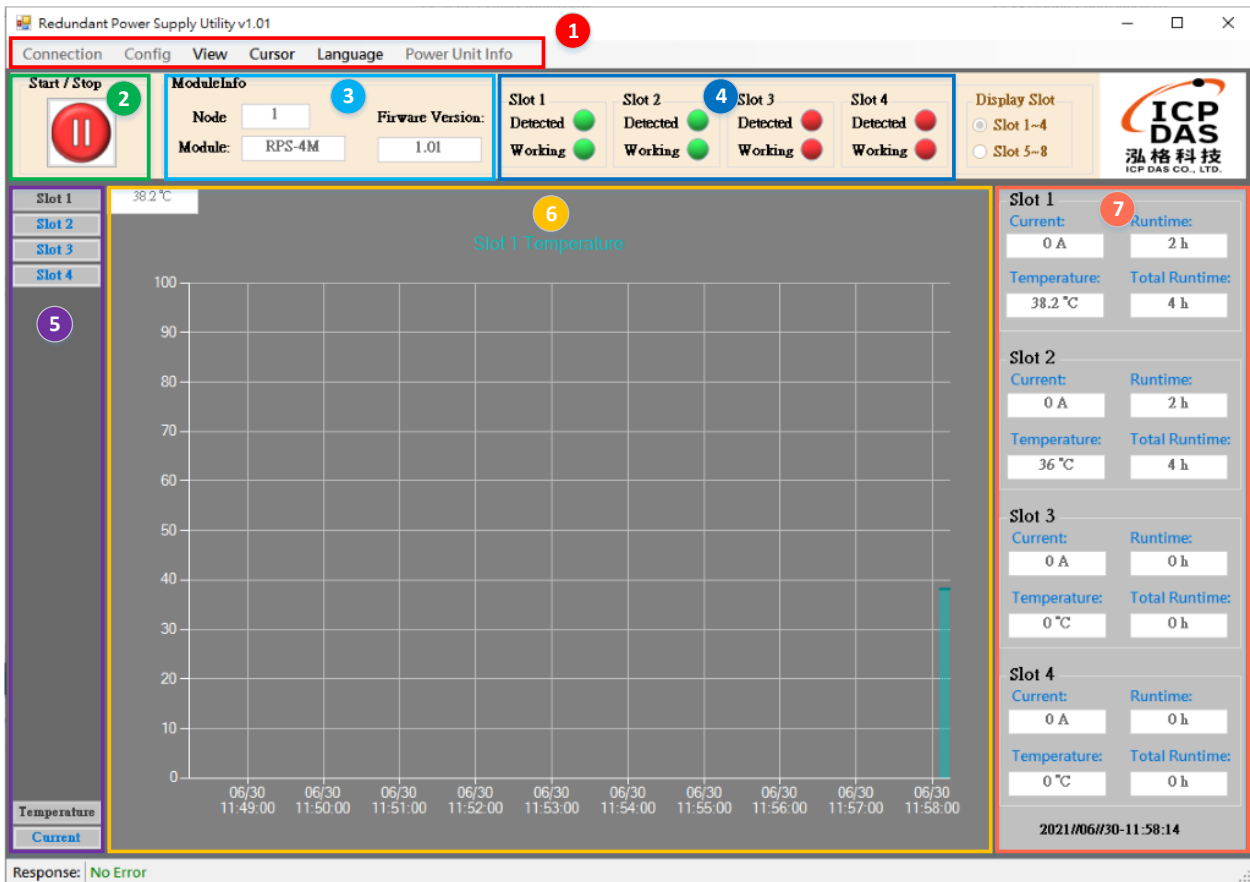 Redundant Power Supply Utility v1.01
1
Connection Config View Cursor Language Power Unit Info
Start / Stop
2
ModuleInfo
3
Node 1
Firware Version:
Module: RPS-4M
1.01
4
Slot 1
Detected
Working
Slot 2
Detected
Working
Slot 3
Detected
Working
Slot 4
Detected
Working
Display Slot
Slot 1~4
Slot 5~8
ICP
DAS
泓格科技
ICP DAS CO., LTD.
Slot 1
Slot 2
Slot 3
Slot 4
5
Temperature
Current
38.2 °C
6
Slot 1 Temperature
100
90
80
70
60
50
40
30
20
10
0
06/30 06/30 06/30 06/30 06/30 06/30 06/30 06/30 06/30 06/30
11:49:00 11:50:00 11:51:00 11:52:00 11:53:00 11:54:00 11:55:00 11:56:00 11:57:00 11:58:00
7
Slot 1
Current: Runtime:
0 A 2 h
Temperature: Total Runtime:
38.2 °C 4 h
Slot 2
Current: Runtime:
0 A 2 h
Temperature: Total Runtime:
36 °C 4 h
Slot 3
Current: Runtime:
0 A 0 h
Temperature: Total Runtime:
0 °C 0 h
Slot 4
Current: Runtime:
0 A 0 h
Temperature: Total Runtime:
0 °C 0 h
2021//06//30-11:58:14
Response: No Error